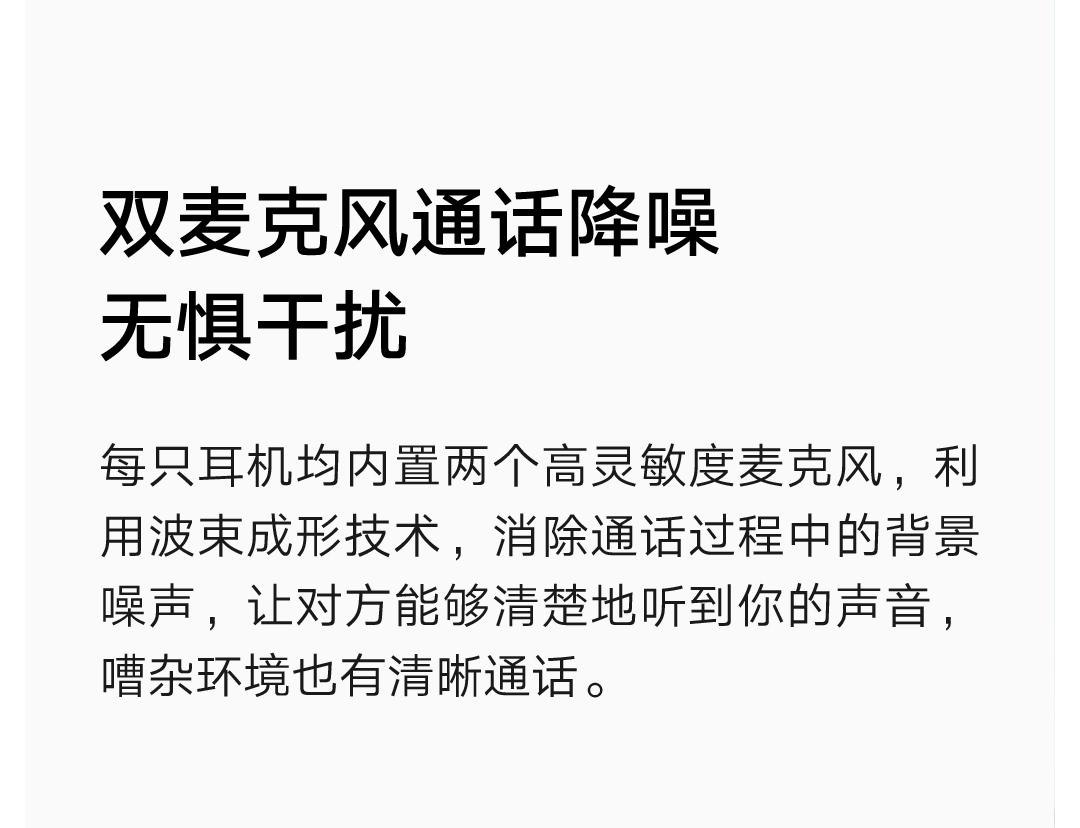 双麦克风通话降噪
无惧干扰
每只耳机均内置两个高灵敏度麦克风，利
用波束成形技术，消除通话过程中的背景
噪声，让对方能够清楚地听到你的声音，
嘈杂环境也有清晰通话。